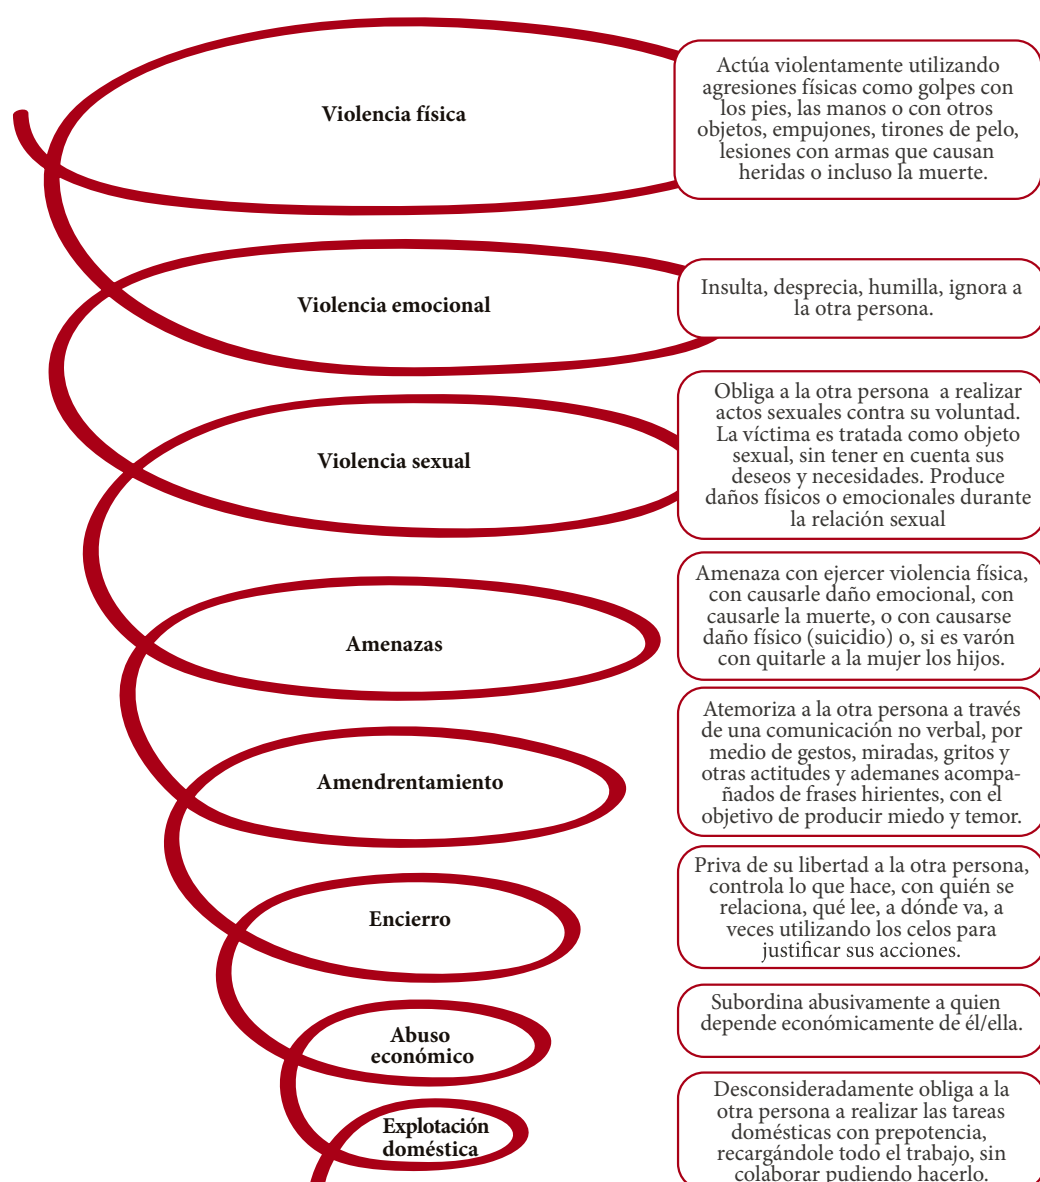 Violencia física
Actúa violentamente utilizando
agresiones físicas como golpes con
los pies, las manos o con otros
objetos, empujones, tirones de pelo,
lesiones con armas que causan
heridas o incluso la muerte.
Violencia emocional
Insulta, desprecia, humilla, ignora a
la otra persona.
Violencia sexual
Obliga a la otra persona a realizar
actos sexuales contra su voluntad.
La víctima es tratada como objeto
sexual, sin tener en cuenta sus
deseos y necesidades. Produce
daños físicos o emocionales durante
la relación sexual
Amenazas
Amenaza con ejercer violencia física,
con causarle daño emocional, con
causarle la muerte, o con causarse
daño físico (suicidio) o, si es varón
con quitarle a la mujer los hijos.
Amendrentamiento
Atemoriza a la otra persona a través
de una comunicación no verbal, por
medio de gestos, miradas, gritos y
otras actitudes y ademanes acompa-
ñados de frases hirientes, con el
objetivo de producir miedo y temor.
Encierro
Priva de su libertad a la otra persona,
controla lo que hace, con quién se
relaciona, qué lee, a dónde va, a
veces utilizando los celos para
justificar sus acciones.
Abuso
económico
Subordina abusivamente a quien
depende económicamente de él/ella.
Explotación
doméstica
Desconsideradamente obliga a la
otra persona a realizar las tareas
domésticas con prepotencia,
recargándole todo el trabajo, sin
colaborar pudiendo hacerlo.